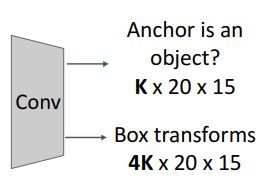 Anchor is an
object?
K x 20 x 15
Conv
Box transforms
4K x 20 x 15